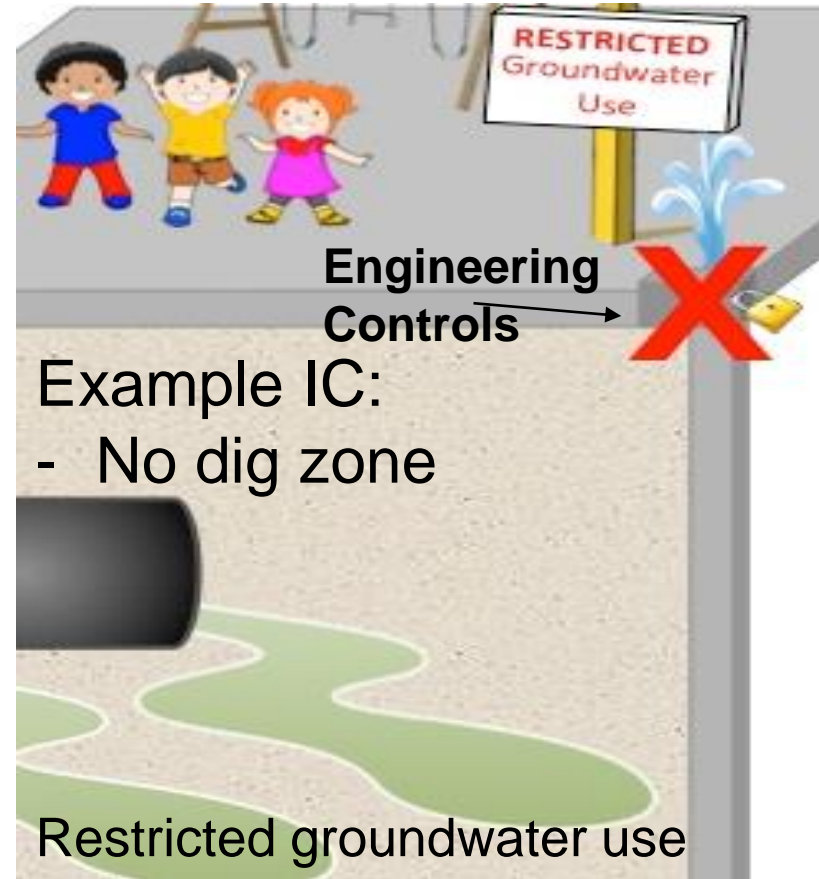 RESTRICTED
Groundwater
Use
Engineering
Controls
Example IC:
- No dig zone
Restricted groundwater use